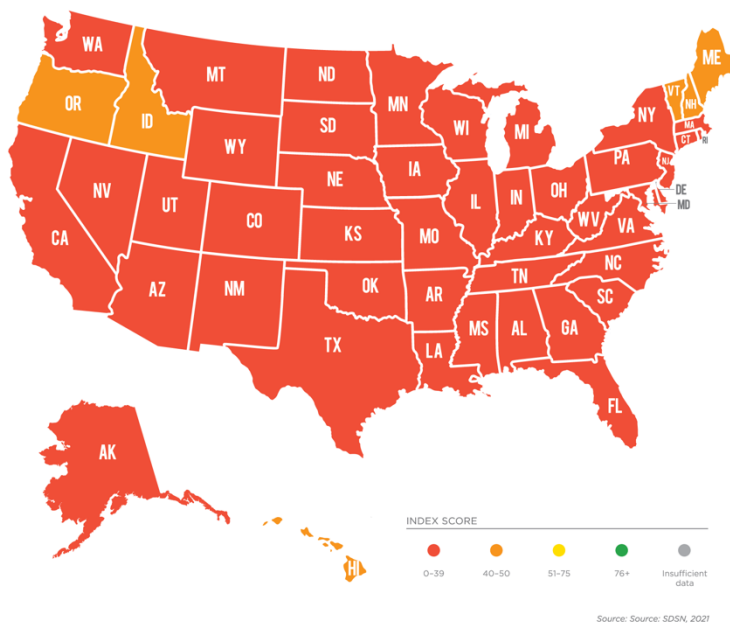 WA
MT
ND
MN
ME
VT
NH
OR
ID
SD
WI
MI
NY
MA
CT
RI
WY
IA
PA
NJ
NE
DE
MD
NV
UT
CO
IL
IN
OH
WV
VA
CA
KS
MO
KY
AZ
NM
OK
AR
TN
NC
SC
TX
LA
MS
AL
GA
FL
AK
HI
INDEX SCORE
0–39
40–50
51–75
76+
Insufficient
data
Source: Source: SDSN, 2021